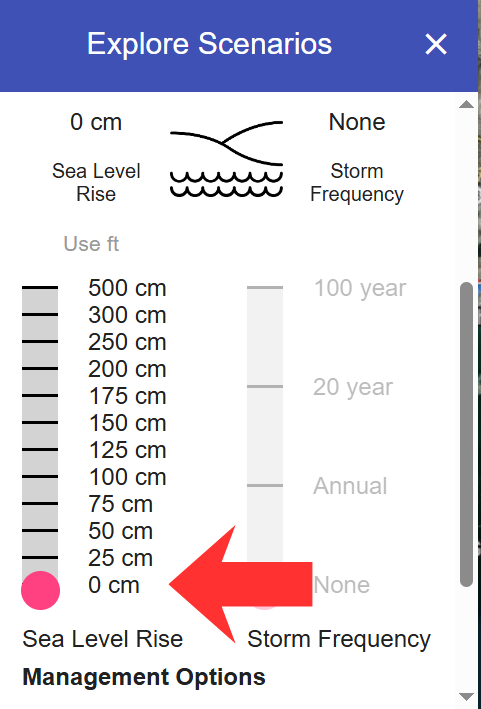 Explore Scenarios
0 cm
None
Sea Level
Rise
Storm
Frequency
Use ft
500 cm
300 cm
250 cm
200 cm
175 cm
150 cm
125 cm
100 cm
75 cm
50 cm
25 cm
0 cm
100 year
20 year
Annual
None
Sea Level Rise
Storm Frequency
Management Options